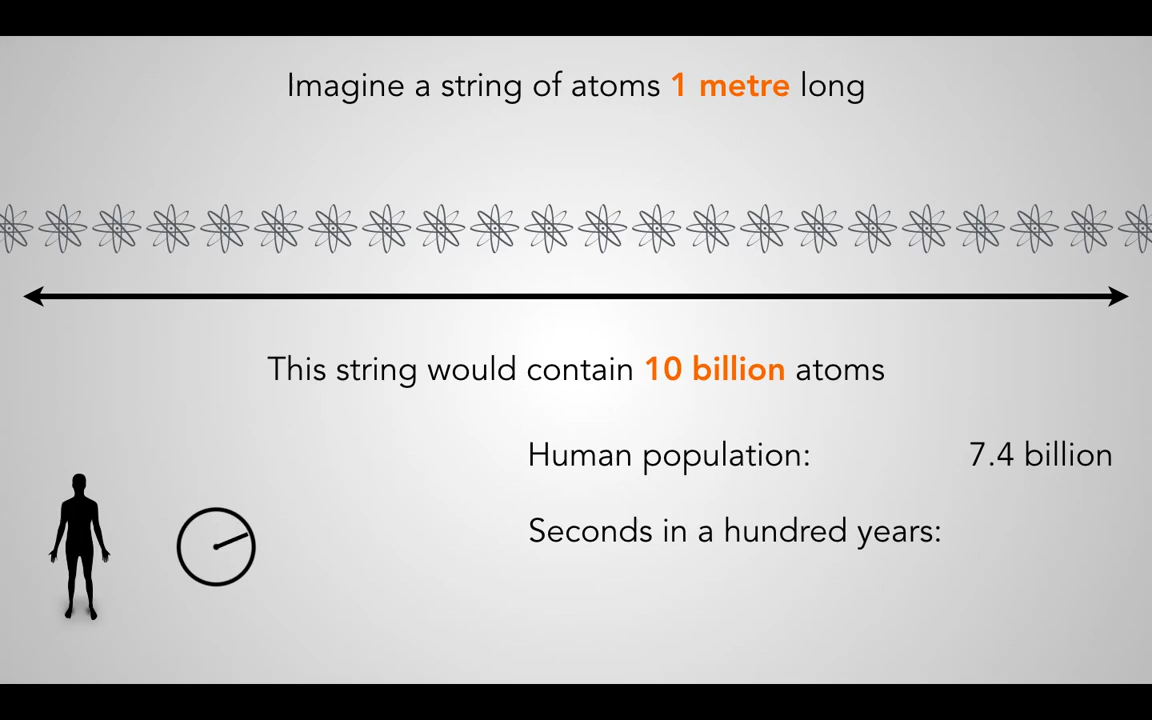 Imagine a string of atoms 1 metre long
This string would contain 10 billion atoms
Human population: 7.4 billion
Seconds in a hundred years: